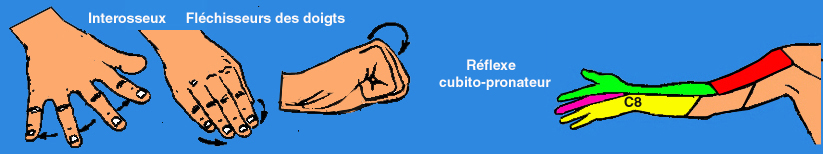 Interosseux
Fléchisseurs des doigts
Réflexe
cubito-pronateur
C8